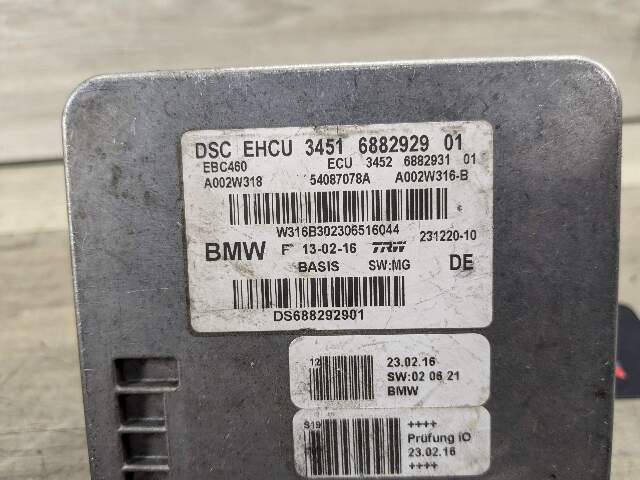 DSC EHCU 3451 6882929 01
EBC460 ECU 3452 6882931 01
A002W318 54087078A A002W316-B
W316B302306516044
BMW F 13-02-16 TRW 231220-10
BASIS SW:MG DE
DS688292901
12 23.02.16
SW:02 06 21
BMW
S19 ++++
Prüfung iO
23.02.16
++++